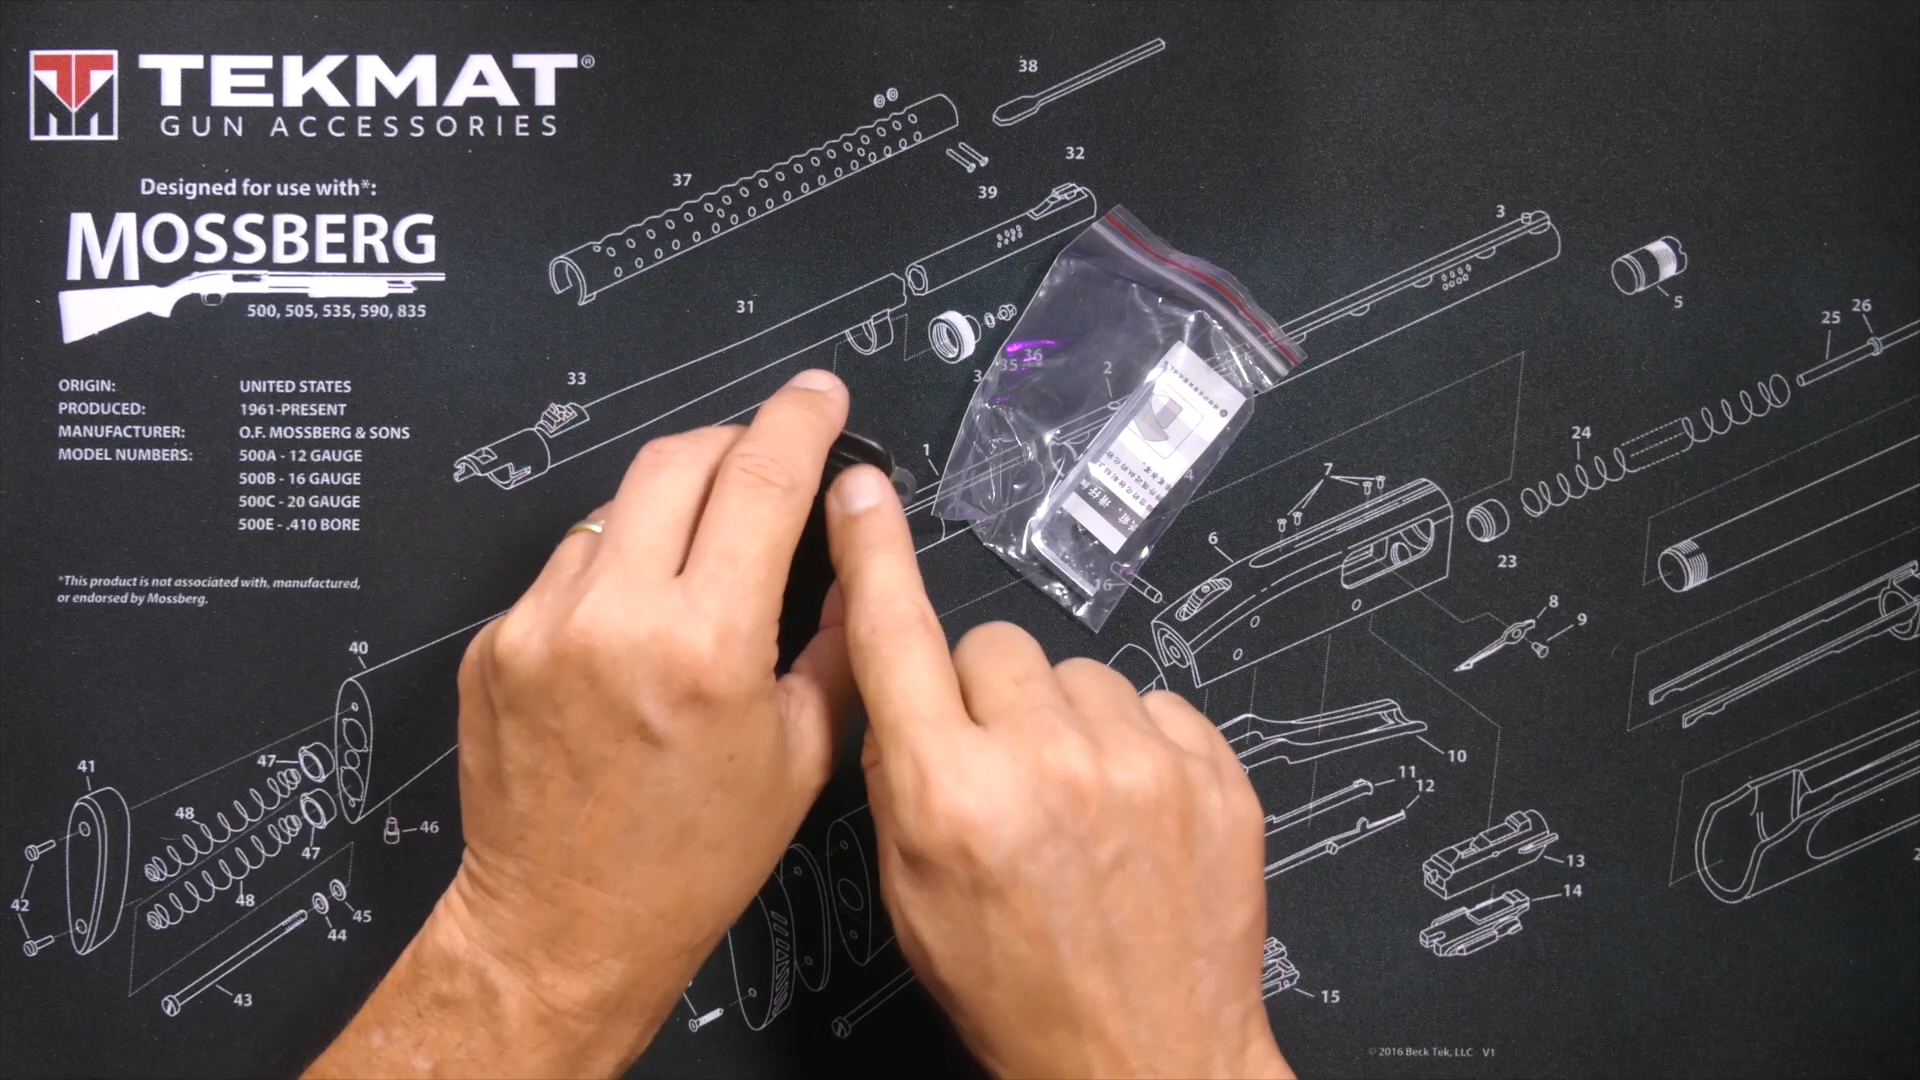 TEKMAT®
GUN ACCESSORIES
Designed for use with*:
MOSSBERG
500, 505, 535, 590, 835
ORIGIN: UNITED STATES
PRODUCED: 1961-PRESENT
MANUFACTURER: O.F. MOSSBERG & SONS
MODEL NUMBERS: 500A - 12 GAUGE
500B - 16 GAUGE
500C - 20 GAUGE
500E - .410 BORE
*This product is not associated with, manufactured,
or endorsed by Mossberg.
38
32
37
39
3
5
31
26
25
36
35
2
33
24
1
7
6
23
16
8
9
40
10
41
47
11
12
48
46
47
13
14
42
48
45
44
43
15
© 2016 Beck Tek, LLC V1